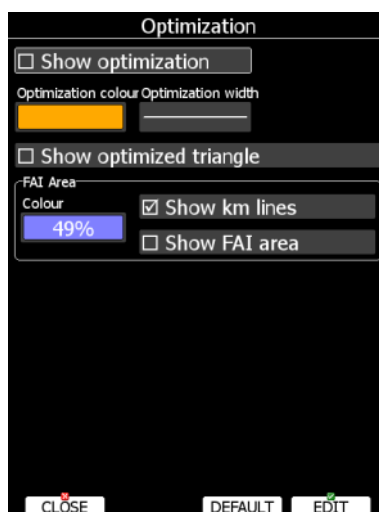 Optimization
Show optimization
Optimization colour Optimization width
Show optimized triangle
FAI Area
Colour
Show km lines
49%
Show FAI area
CLOSE DEFAULT EDIT